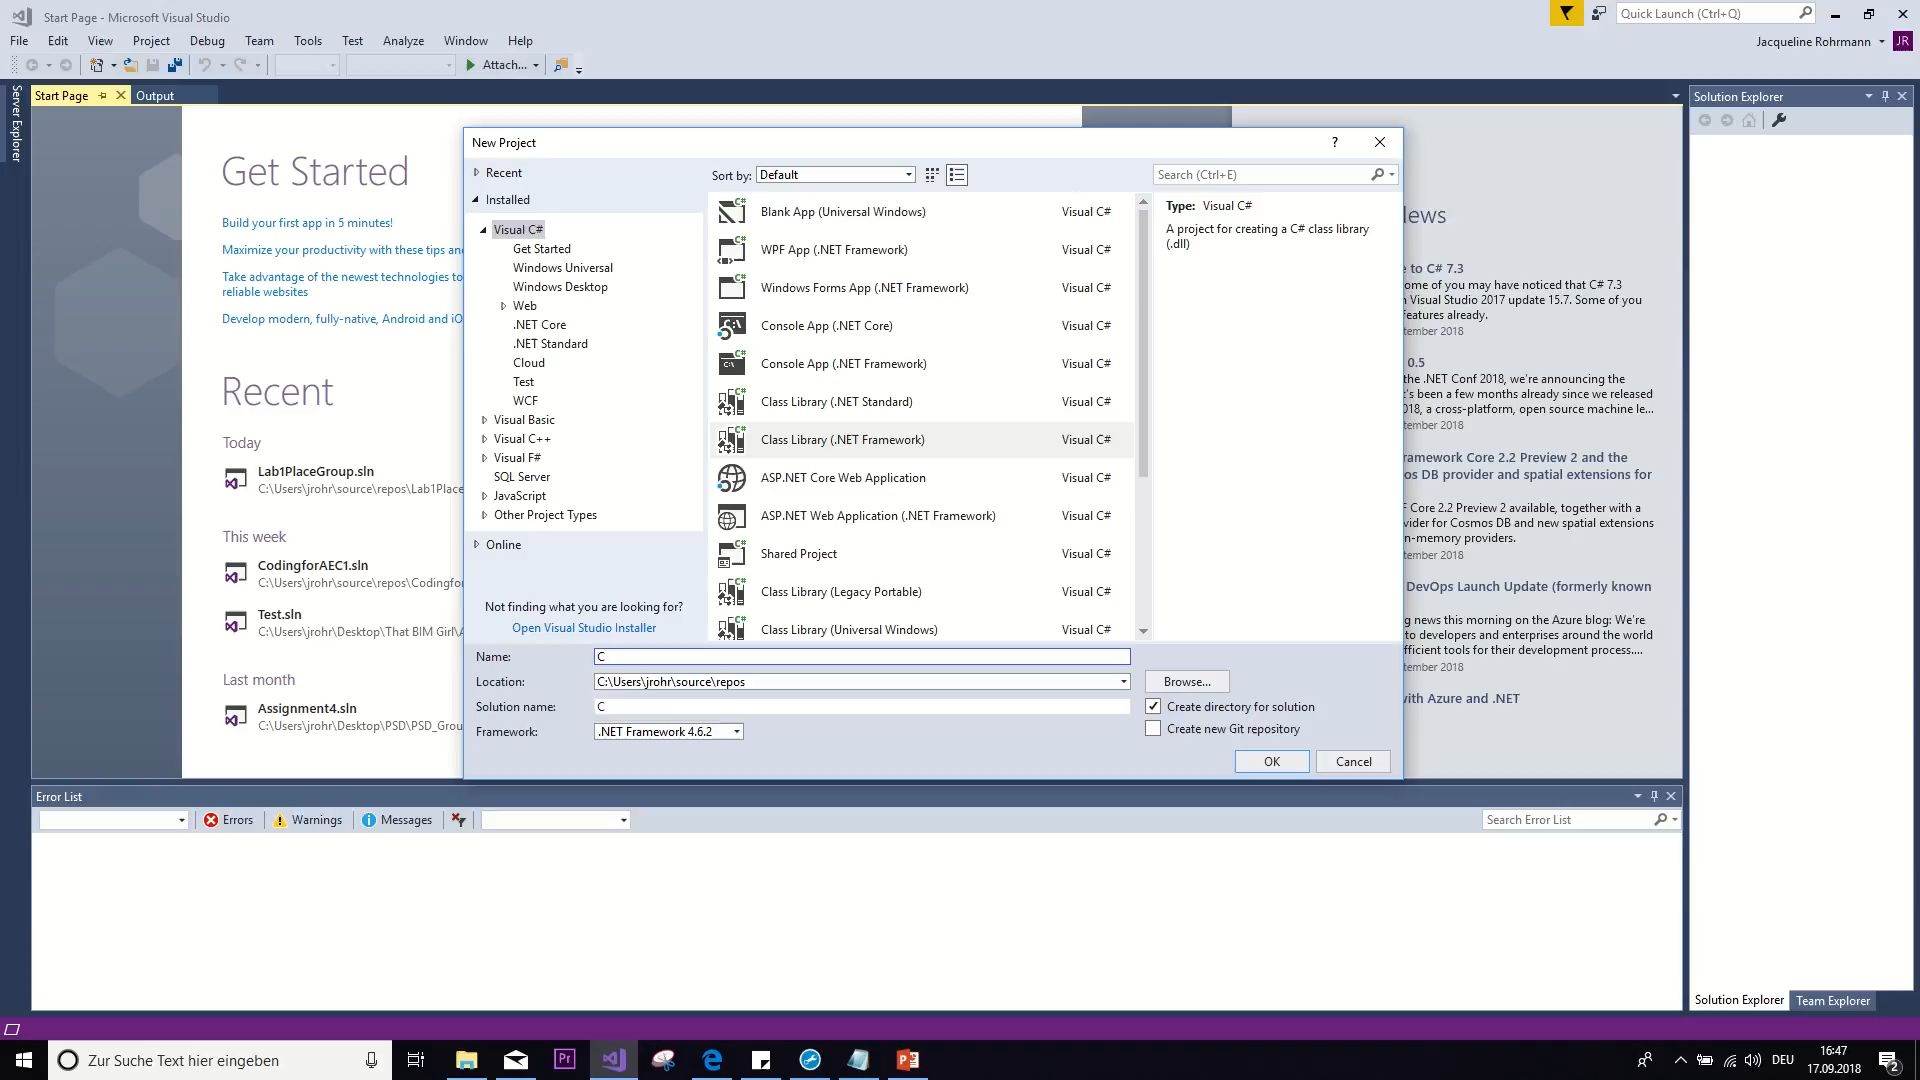 Start Page - Microsoft Visual Studio
Quick Launch (Ctrl+Q)
File Edit View Project Debug Team Tools Test Analyze Window Help
Jacqueline Rohrmann JR
Attach...
Server Explorer
Start Page
Output
Solution Explorer
Get Started
Build your first app in 5 minutes!
Maximize your productivity with these tips and
Take advantage of the newest technologies to
reliable websites
Develop modern, fully-native, Android and iO
Recent
Today
Lab1PlaceGroup.sln
C:\Users\jrohr\source\repos\Lab1Place
This week
CodingforAEC1.sln
C:\Users\jrohr\source\repos\Codingfor
Test.sln
C:\Users\jrohr\Desktop\That BIM Girl\
Last month
Assignment4.sln
C:\Users\jrohr\Desktop\PSD\PSD_Grou
New Project
?
Recent
Installed
Visual C#
Get Started
Windows Universal
Windows Desktop
Web
.NET Core
.NET Standard
Cloud
Test
WCF
Visual Basic
Visual C++
Visual F#
SQL Server
JavaScript
Other Project Types
Online
Not finding what you are looking for?
Open Visual Studio Installer
Sort by: Default
Search (Ctrl+E)
Blank App (Universal Windows) Visual C#
WPF App (.NET Framework) Visual C#
Windows Forms App (.NET Framework) Visual C#
Console App (.NET Core) Visual C#
Console App (.NET Framework) Visual C#
Class Library (.NET Standard) Visual C#
Class Library (.NET Framework) Visual C#
ASP.NET Core Web Application Visual C#
ASP.NET Web Application (.NET Framework) Visual C#
Shared Project Visual C#
Class Library (Legacy Portable) Visual C#
Class Library (Universal Windows) Visual C#
Type: Visual C#
A project for creating a C# class library
(.dll)
Name: C
Location: C:\Users\jrohr\source\repos
Browse...
Solution name: C
Create directory for solution
Framework: .NET Framework 4.6.2
Create new Git repository
OK
Cancel
lews
e to C# 7.3
ome of you may have noticed that C# 7.3
n Visual Studio 2017 update 15.7. Some of you
features already.
tember 2018
0.5
the .NET Conf 2018, we're announcing the
t's been a few months already since we released
018, a cross-platform, open source machine le...
tember 2018
ramework Core 2.2 Preview 2 and the
os DB provider and spatial extensions for
F Core 2.2 Preview 2 available, together with a
vider for Cosmos DB and new spatial extensions
n-memory providers.
tember 2018
DevOps Launch Update (formerly known
g news this morning on the Azure blog: We're
to developers and enterprises around the world
fficient tools for their development process....
tember 2018
with Azure and .NET
Error List
Errors
Warnings
Messages
Search Error List
Solution Explorer
Team Explorer
Zur Suche Text hier eingeben
Pr
DEU
16:47
17.09.2018
2